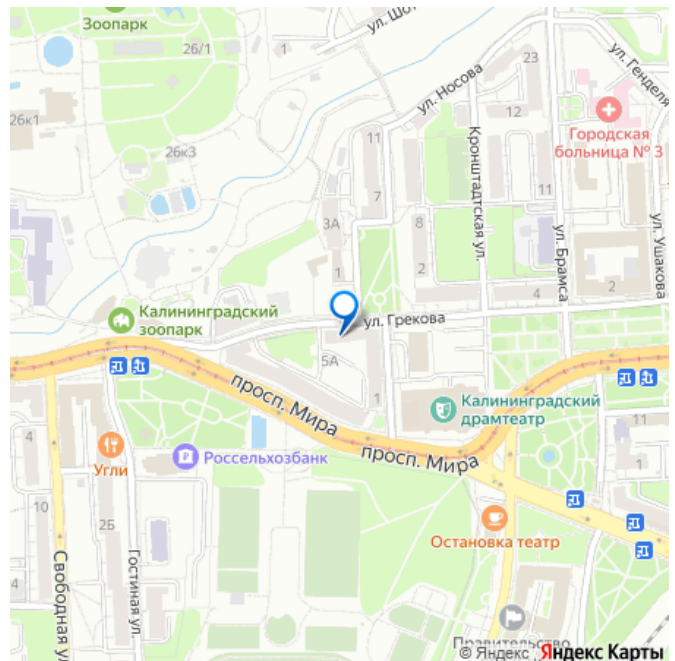 Зоопарк
26/1
1
ул. Шо
23
ул. Генделя
ул. Носова
12
Городская
больница № 3
26к1
11
26к3
Кронштадтская ул.
7
11
3А
8
ул. Брамса
ул. Ушакова
1
2
2
4
Калининградский
зоопарк
ул. Грекова
5А
просп. Мира
1
Калининградский
драмтеатр
11
4
Угли
Россельхозбанк
просп. Мира
1
10
2Б
Остановка театр
4
Свободная ул
Гостиная ул.
Правительство
© Яндекс Яндекс Карты